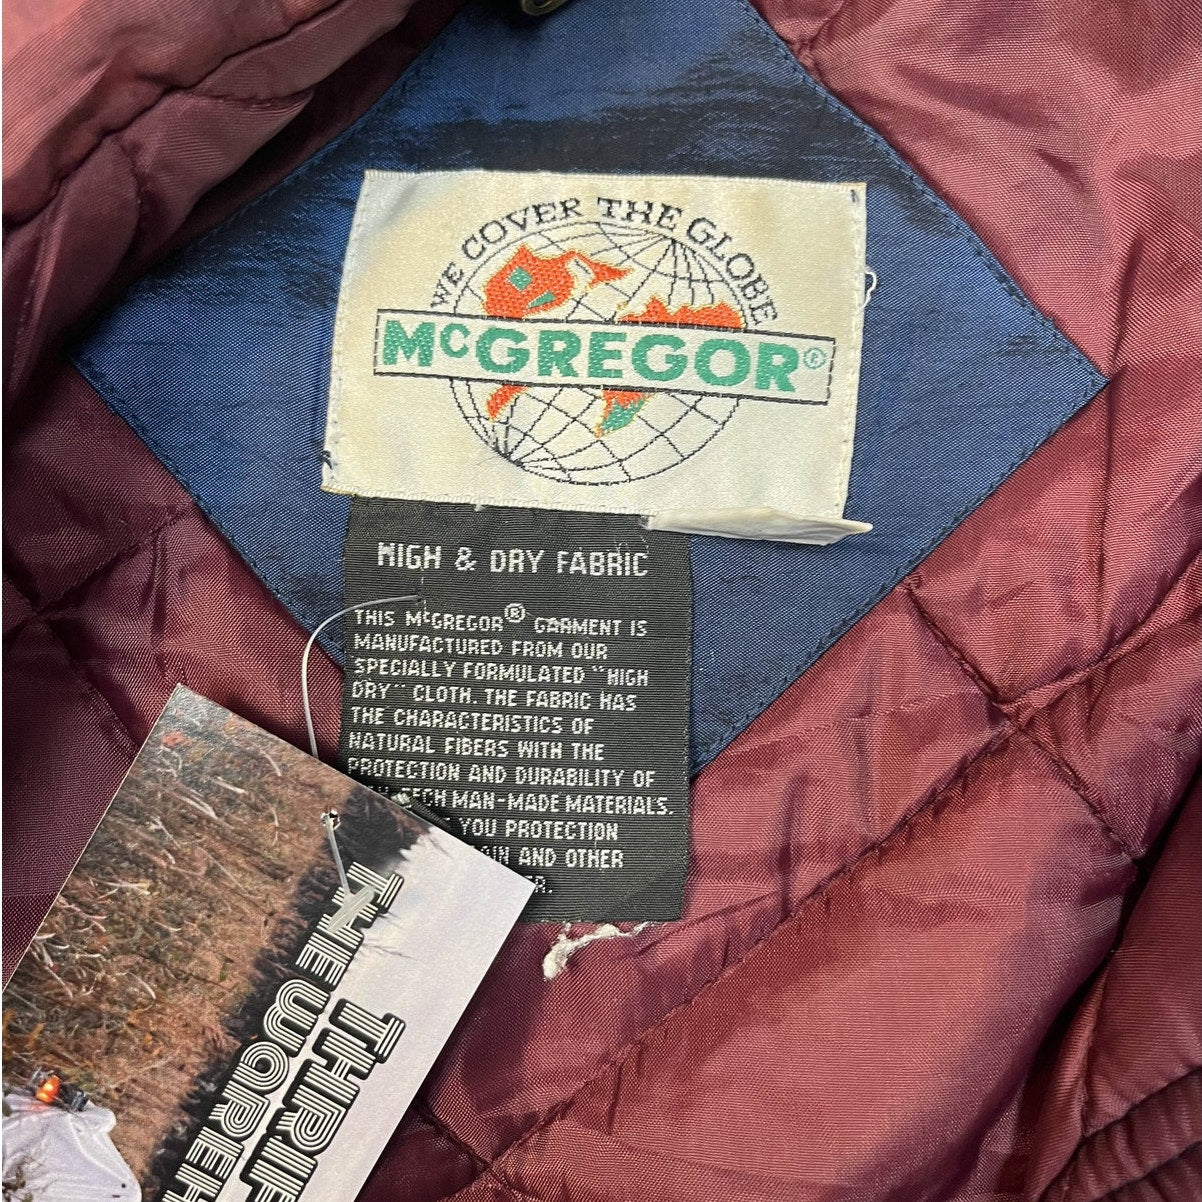 WE COVER THE GLOBE
McGREGOR®
HIGH & DRY FABRIC
THIS McGREGOR® GARMENT IS
MANUFACTURED FROM OUR
SPECIALLY FORMULATED "HIGH
DRY" CLOTH. THE FABRIC HAS
THE CHARACTERISTICS OF
NATURAL FIBERS WITH THE
PROTECTION AND DURABILITY OF
MAN-MADE MATERIALS.
YOU PROTECTION
AND OTHER
THE